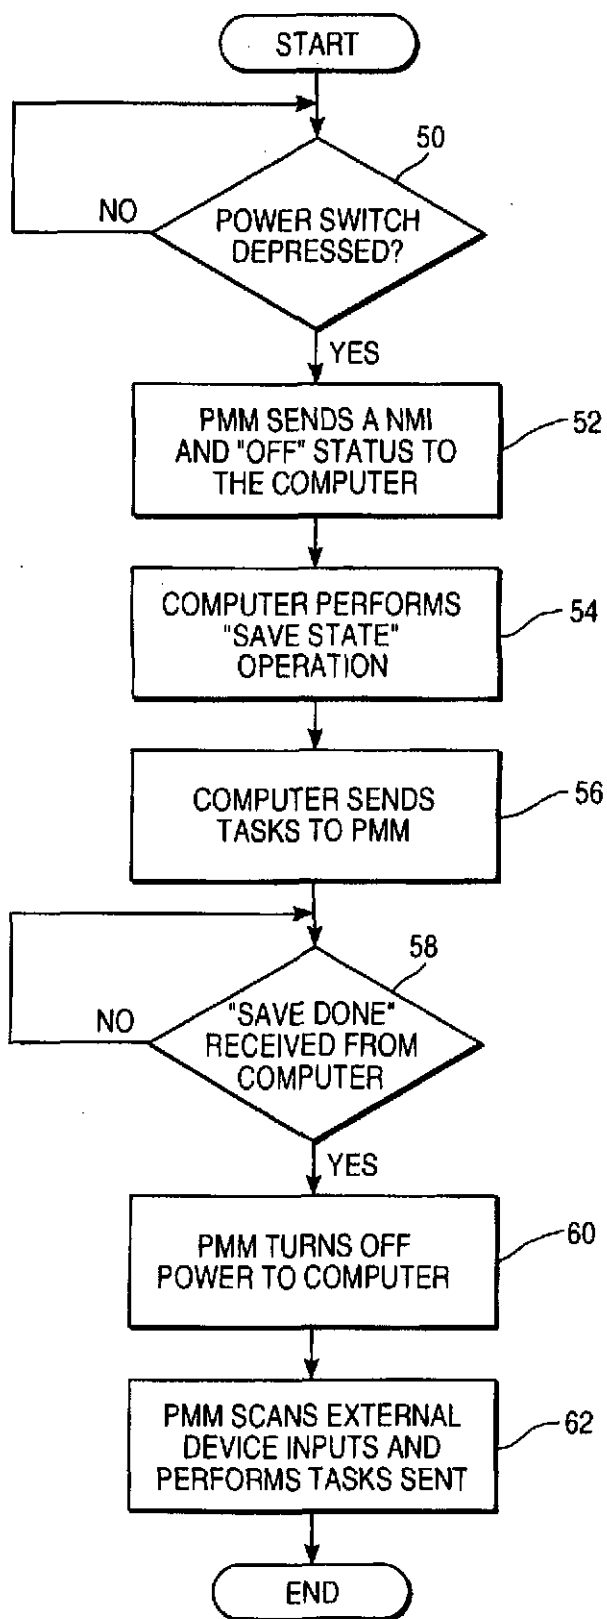 START
50
POWER SWITCH
DEPRESSED?
NO
YES
PMM SENDS A NMI
AND "OFF" STATUS TO
THE COMPUTER
52
COMPUTER PERFORMS
"SAVE STATE"
OPERATION
54
COMPUTER SENDS
TASKS TO PMM
56
58
"SAVE DONE"
RECEIVED FROM
COMPUTER
NO
YES
PMM TURNS OFF
POWER TO COMPUTER
60
PMM SCANS EXTERNAL
DEVICE INPUTS AND
PERFORMS TASKS SENT
62
END